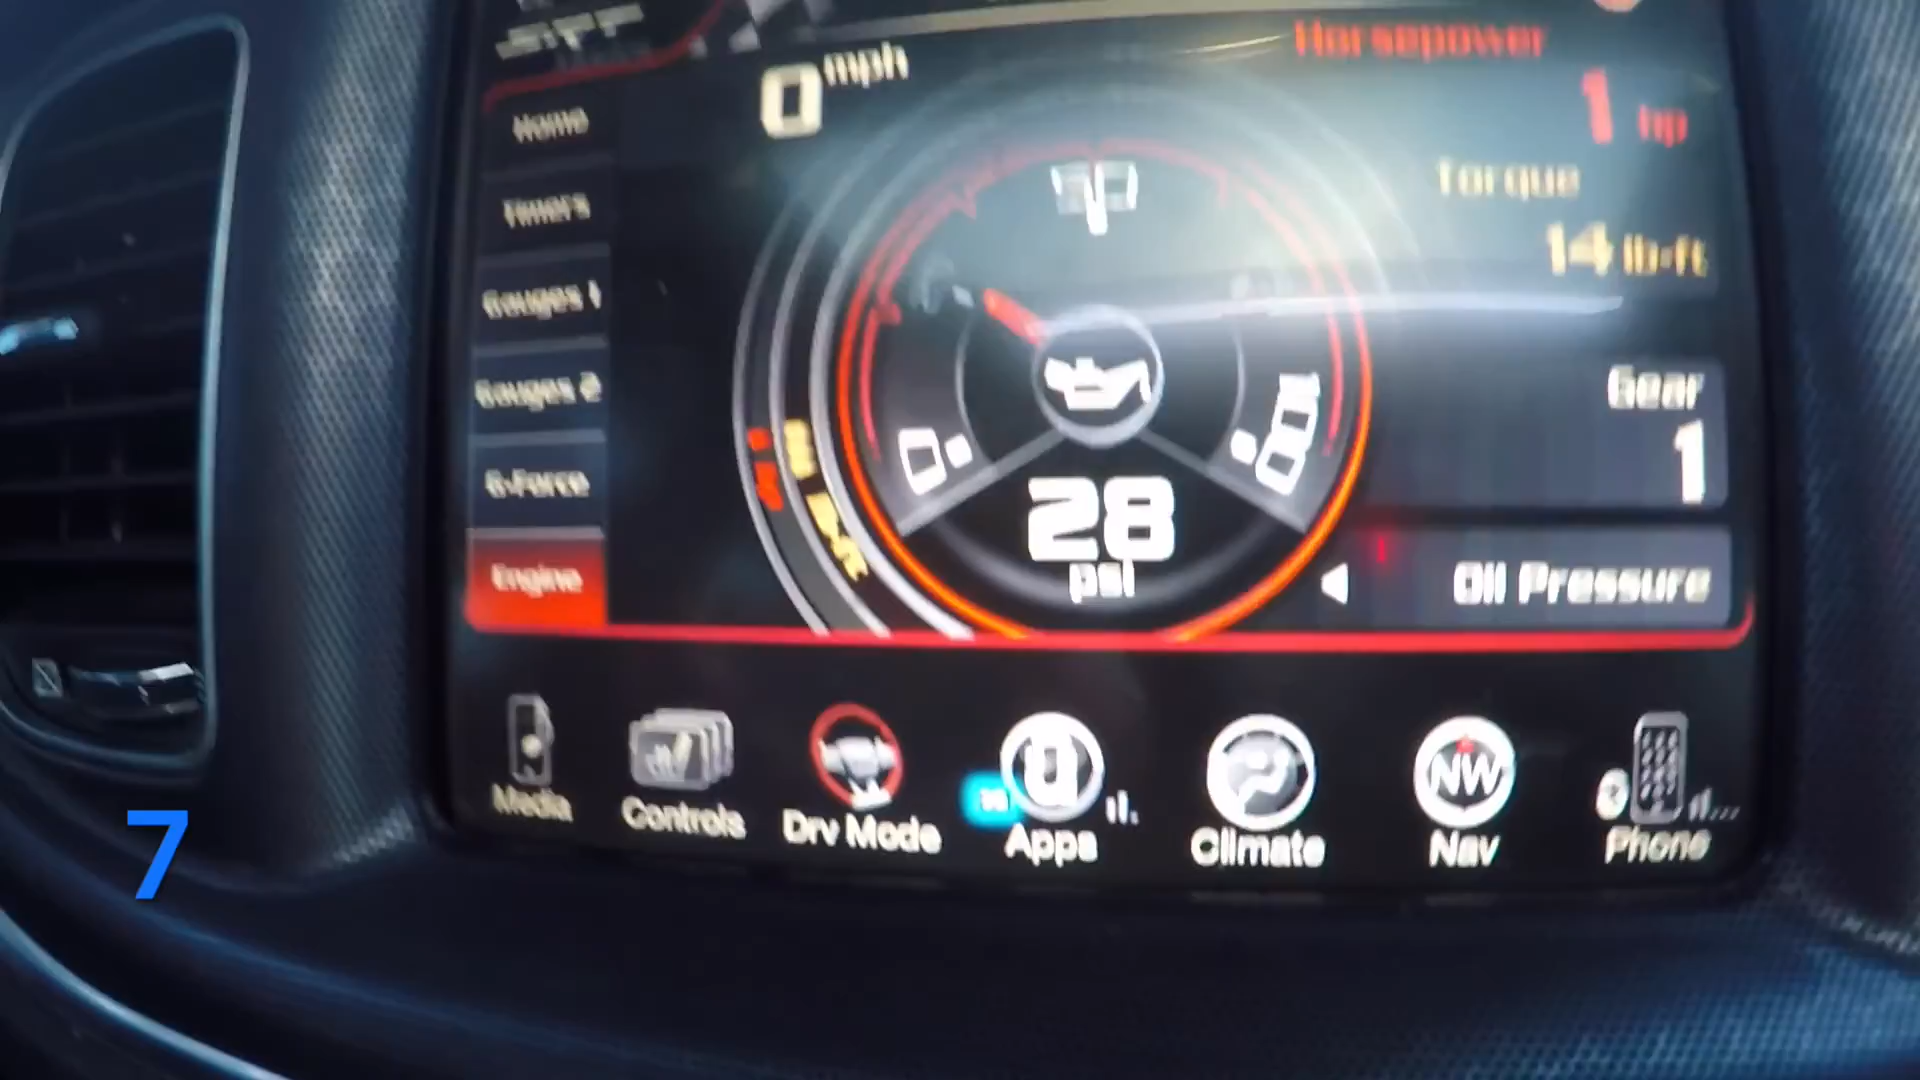 SRT
0 mph
Horsepower
1 hp
Torque
14 lb-ft
Home
Timers
Gauges 1
Gauges 2
G-Force
Engine
Gear
1
28
psi
Oil Pressure
Media
Controls
Drv Mode
Apps
Climate
NW
Nav
Phone
7